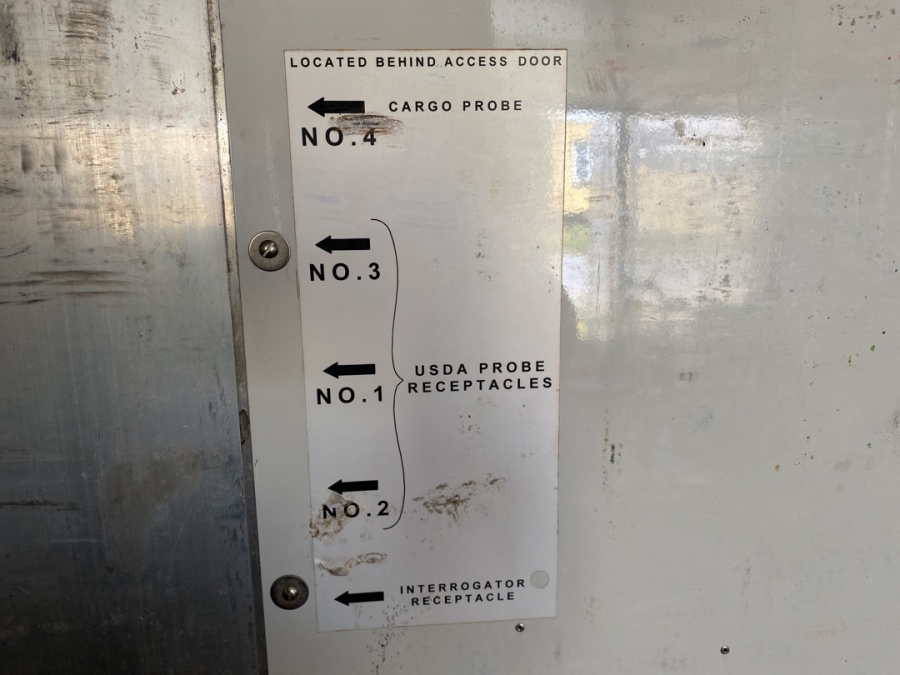 LOCATED BEHIND ACCESS DOOR
CARGO PROBE
NO.4
NO.3
NO.1
USDA PROBE
RECEPTACLES
NO.2
INTERROGATOR
RECEPTACLE